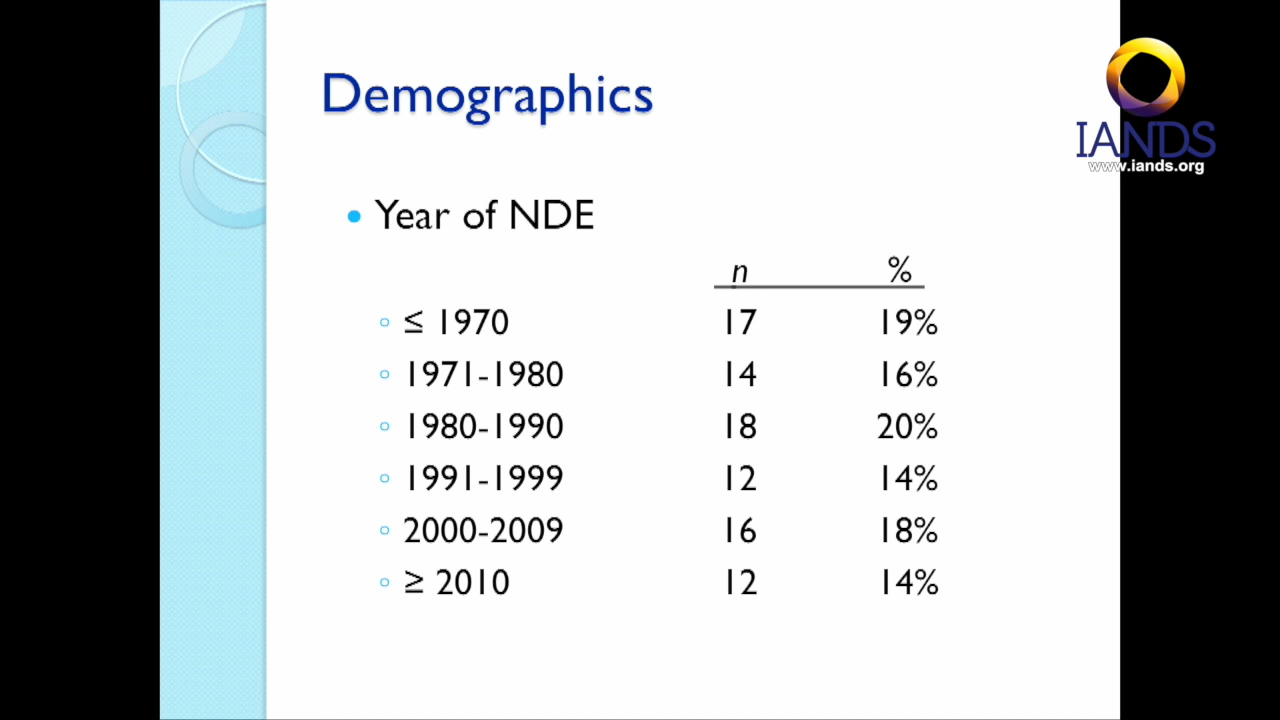 Demographics
IANDS
www.iands.org
• Year of NDE
n %
≤ 1970 17 19%
1971-1980 14 16%
1980-1990 18 20%
1991-1999 12 14%
2000-2009 16 18%
≥ 2010 12 14%